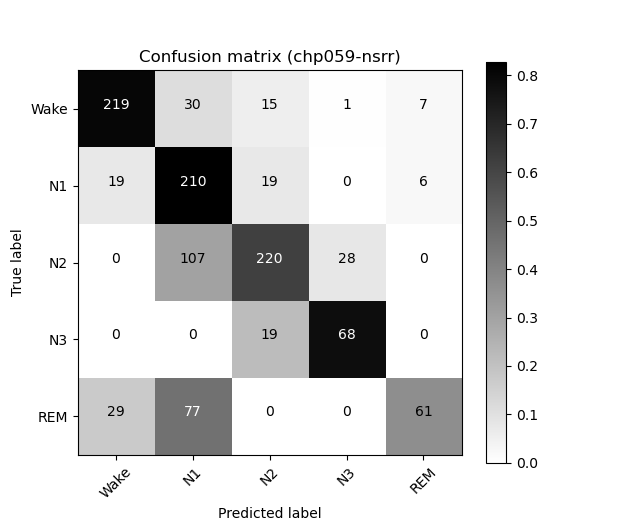 Confusion matrix (chp059-nsrr)
Wake 219 30 15 1 7
N1 19 210 19 0 6
N2 0 107 220 28 0
N3 0 0 19 68 0
REM 29 77 0 0 61
Wake N1 N2 N3 REM
True label
Predicted label
0.8
0.7
0.6
0.5
0.4
0.3
0.2
0.1
0.0